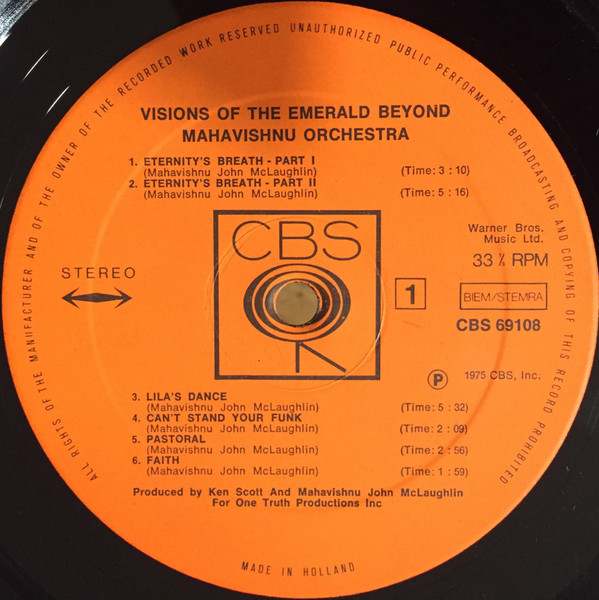 ALL RIGHTS OF THE MANUFACTURER AND OF THE OWNER OF THE RECORDED WORK RESERVED UNAUTHORIZED PUBLIC PERFORMANCE BROADCASTING AND COPYING OF THIS RECORD PROHIBITED
VISIONS OF THE EMERALD BEYOND
MAHAVISHNU ORCHESTRA
1. ETERNITY'S BREATH - PART I
(Mahavishnu John McLaughlin) (Time: 3 : 10)
2. ETERNITY'S BREATH - PART II
(Mahavishnu John McLaughlin) (Time: 5 : 16)
CBS
STEREO
Warner Bros.
Music Ltd.
33 ⅓ RPM
1
BIEM/STEMRA
CBS 69108
Ⓟ 1975 CBS, Inc.
3. LILA'S DANCE
(Mahavishnu John McLaughlin) (Time: 5 : 32)
4. CAN'T STAND YOUR FUNK
(Mahavishnu John McLaughlin) (Time: 2 : 09)
5. PASTORAL
(Mahavishnu John McLaughlin) (Time: 2 : 56)
6. FAITH
(Mahavishnu John McLaughlin) (Time: 1 : 59)
Produced by Ken Scott And Mahavishnu John McLaughlin
For One Truth Productions Inc
MADE IN HOLLAND